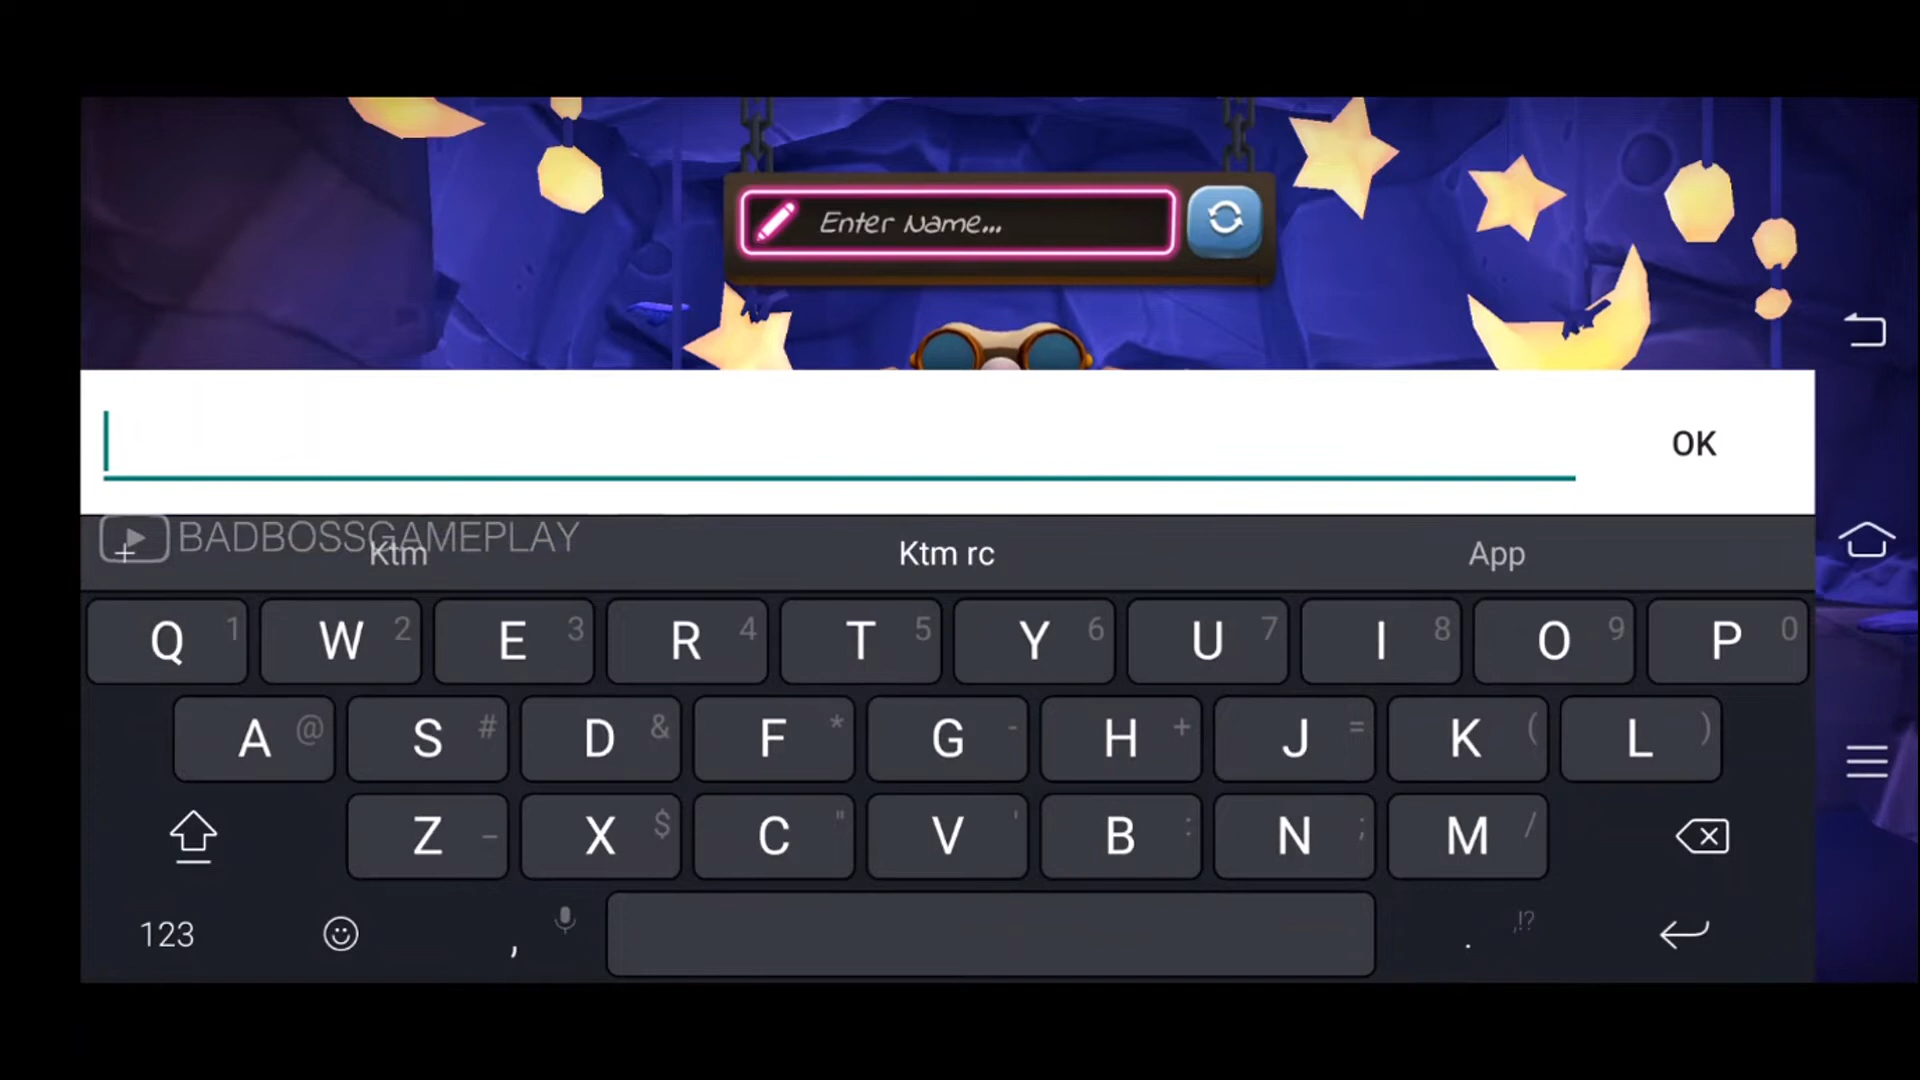 Enter Name...
OK
BADBOSSGAMEPLAY
Ktm Ktm rc App
Q 1 W 2 E 3 R 4 T 5 Y 6 U 7 I 8 O 9 P 0
A @ S # D & F * G - H + J = K ( L )
Z _ X $ C " V ' B : N ; M /
123 , . ,!?